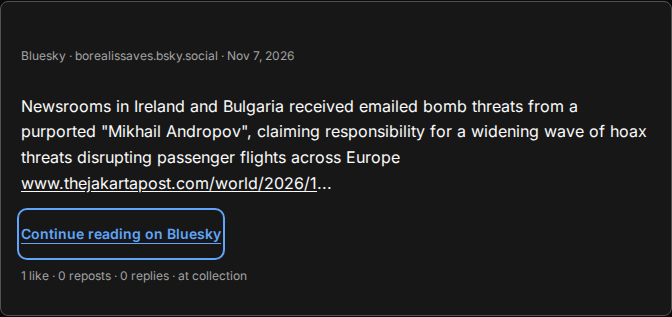 Bluesky · borealissaves.bsky.social · Nov 7, 2026
Newsrooms in Ireland and Bulgaria received emailed bomb threats from a
purported "Mikhail Andropov", claiming responsibility for a widening wave of hoax
threats disrupting passenger flights across Europe
www.thejakartapost.com/world/2026/1...
Continue reading on Bluesky
1 like · 0 reposts · 0 replies · at collection